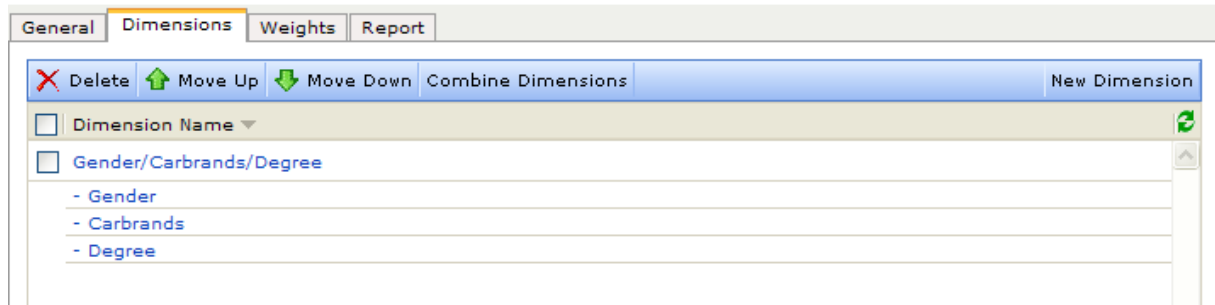 General Dimensions Weights Report
Delete Move Up Move Down Combine Dimensions New Dimension
Dimension Name
Gender/Carbrands/Degree
- Gender
- Carbrands
- Degree